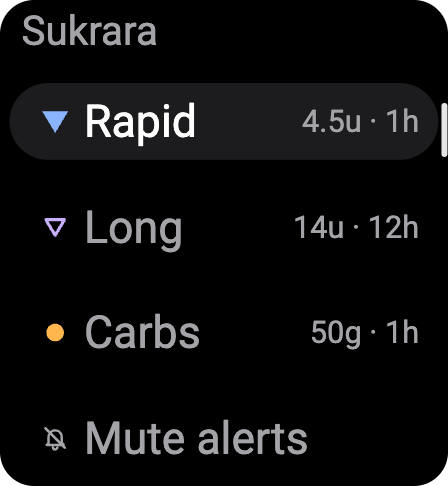 Sukrara
Rapid 4.5u · 1h
Long 14u · 12h
Carbs 50g · 1h
Mute alerts